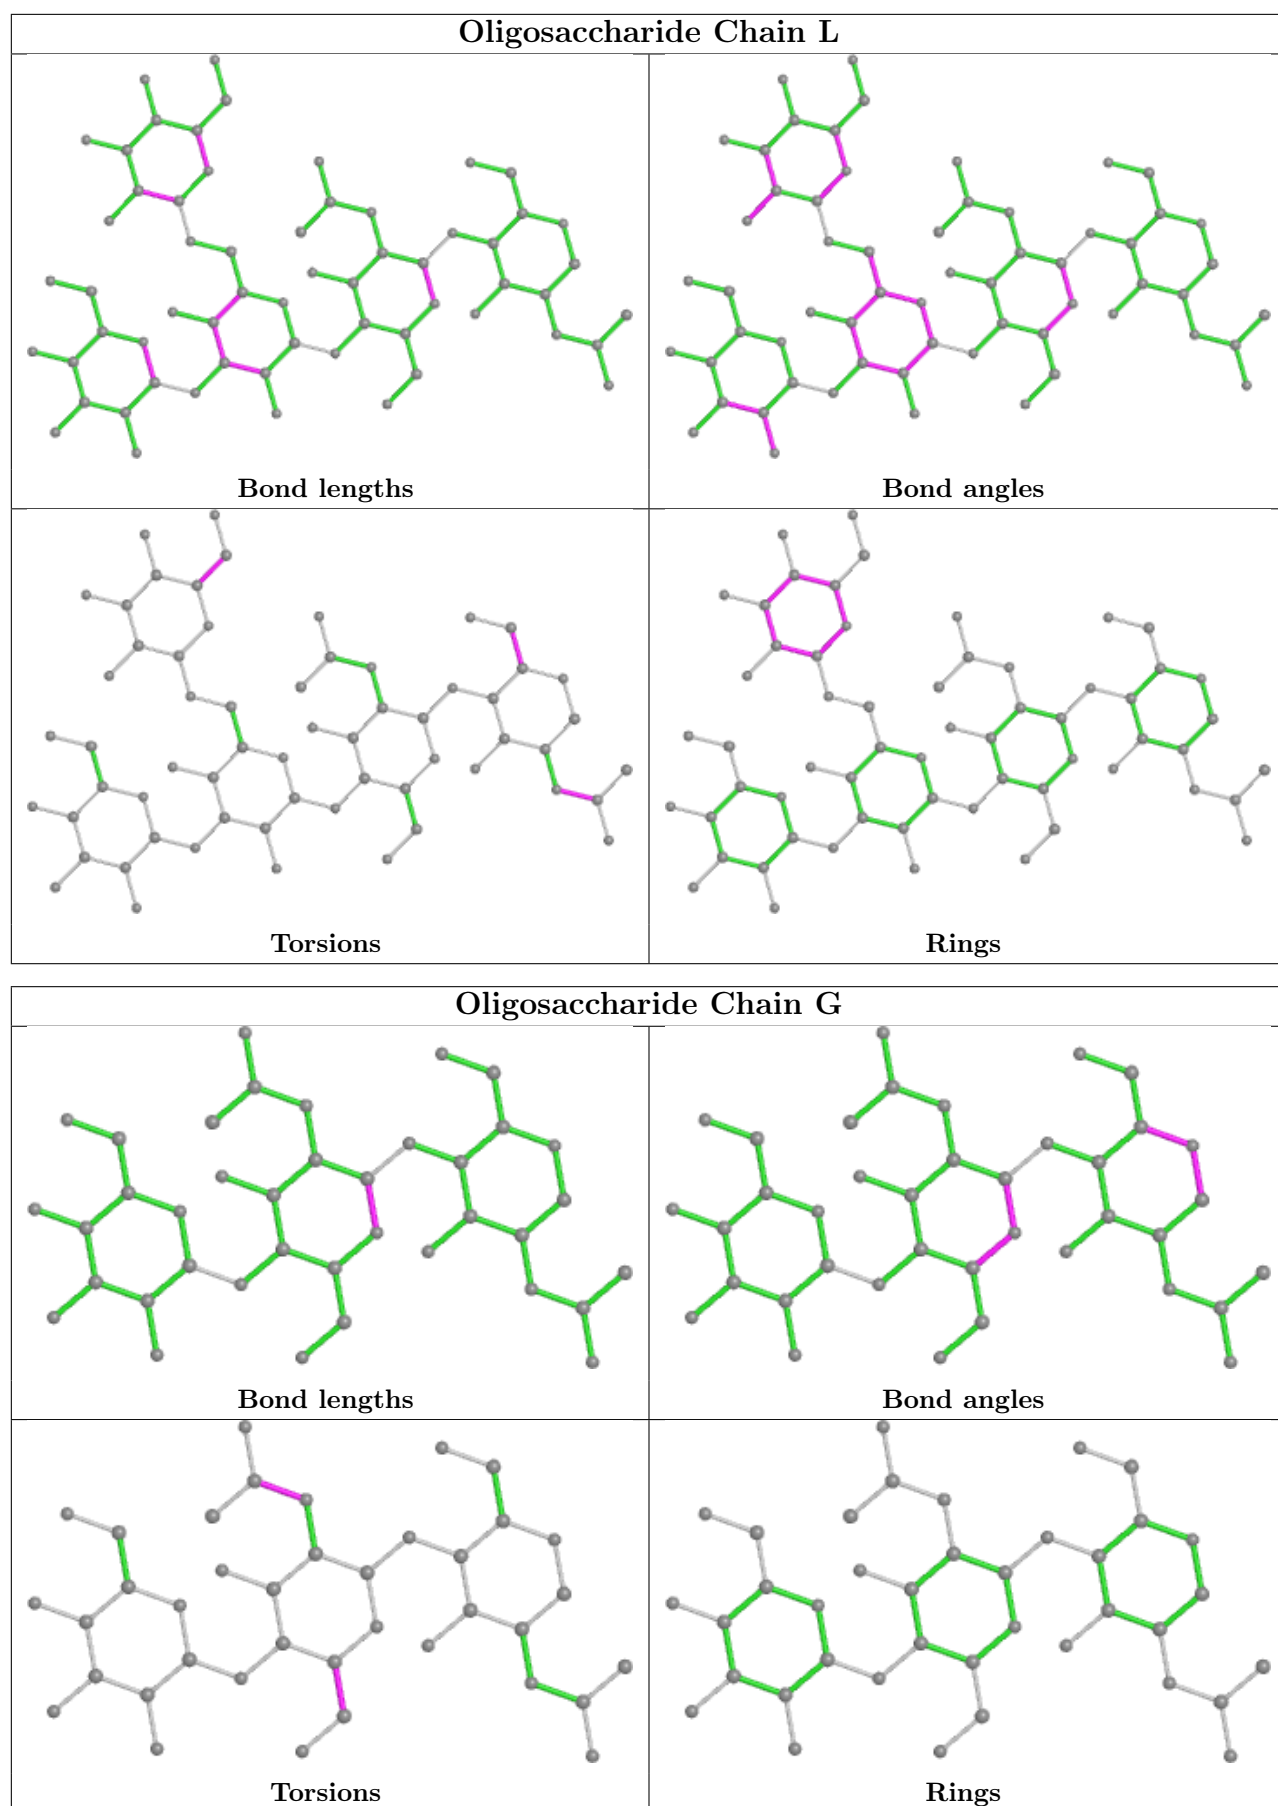 Oligosaccharide Chain L
Bond lengths
Bond angles
Torsions
Rings
Oligosaccharide Chain G
Bond lengths
Bond angles
Torsions
Rings